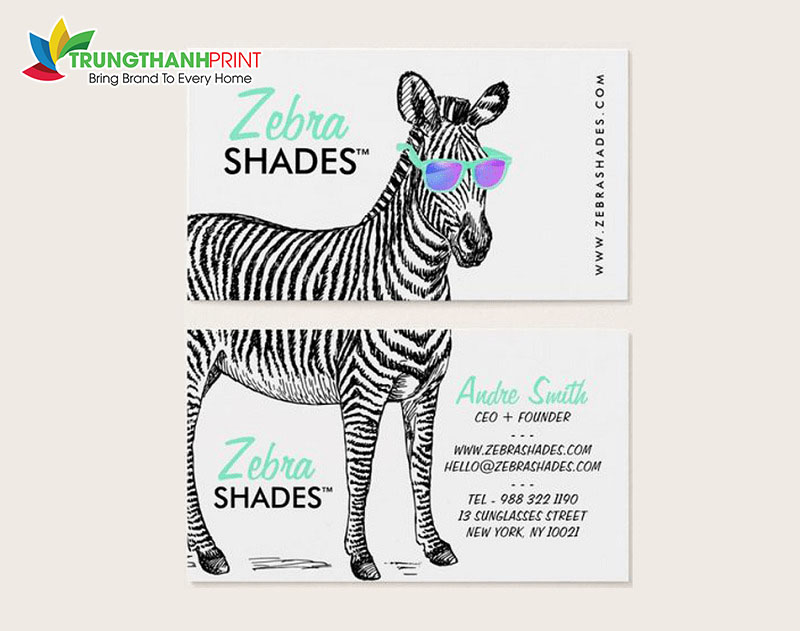 TRUNGTHANHPRINT
Bring Brand To Every Home
Zebra
SHADES™
WWW.ZEBRASHADES.COM
Andre Smith
CEO + FOUNDER
- - -
WWW.ZEBRASHADES.COM
HELLO@ZEBRASHADES.COM
- - -
TEL - 988 322 1190
13 SUNGLASSES STREET
NEW YORK, NY 10021
Zebra
SHADES™